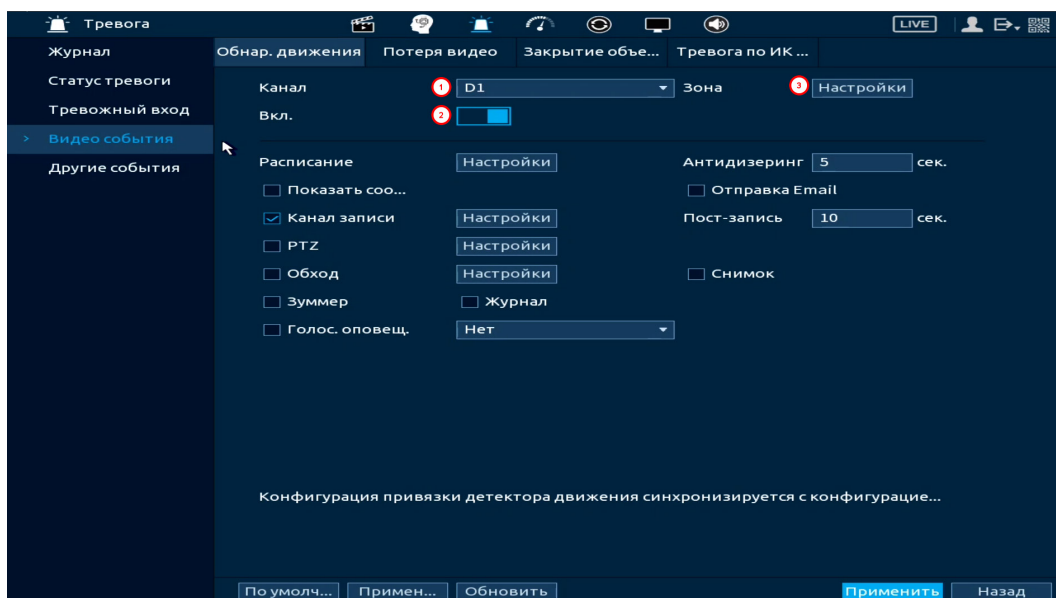 Тревога LIVE
Журнал
Статус тревоги
Тревожный вход
> Видео события
Другие события
Обнар. движения Потеря видео Закрытие объе... Тревога по ИК ...
Канал 1 D1 Зона 3 Настройки
Вкл. 2
Расписание Настройки Антидизеринг 5 сек.
Показать соо... Отправка Email
Канал записи Настройки Пост-запись 10 сек.
PTZ Настройки
Обход Настройки Снимок
Зуммер Журнал
Голос. оповещ. Нет
Конфигурация привязки детектора движения синхронизируется с конфигурацие...
По умолч... Примен... Обновить Применить Назад